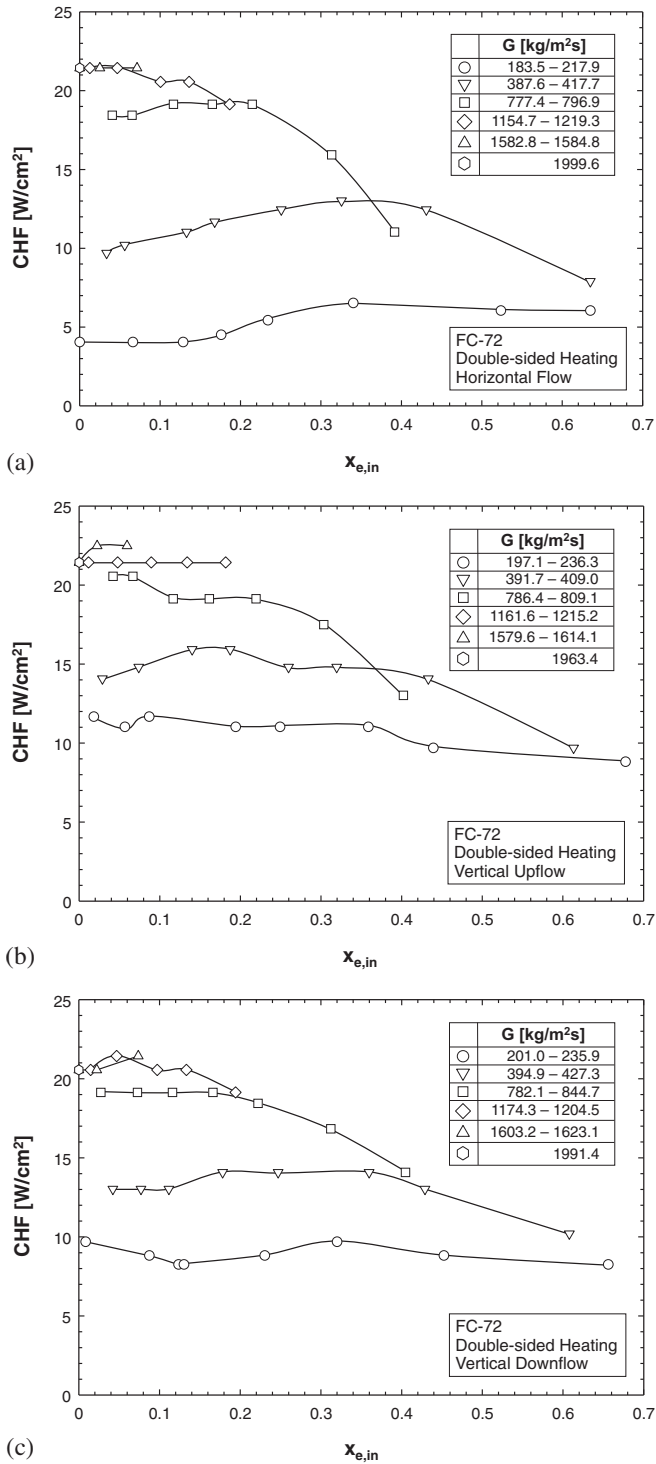 25
20
15
10
5
0
CHF [W/cm²]
G [kg/m²s]
183.5 – 217.9
387.6 – 417.7
777.4 – 796.9
1154.7 – 1219.3
1582.8 – 1584.8
1999.6
FC-72
Double-sided Heating
Horizontal Flow
0 0.1 0.2 0.3 0.4 0.5 0.6 0.7
(a)
xe,in
25
20
15
10
5
0
CHF [W/cm²]
G [kg/m²s]
197.1 – 236.3
391.7 – 409.0
786.4 – 809.1
1161.6 – 1215.2
1579.6 – 1614.1
1963.4
FC-72
Double-sided Heating
Vertical Upflow
0 0.1 0.2 0.3 0.4 0.5 0.6 0.7
(b)
xe,in
25
20
15
10
5
0
CHF [W/cm²]
G [kg/m²s]
201.0 – 235.9
394.9 – 427.3
782.1 – 844.7
1174.3 – 1204.5
1603.2 – 1623.1
1991.4
FC-72
Double-sided Heating
Vertical Downflow
0 0.1 0.2 0.3 0.4 0.5 0.6 0.7
(c)
xe,in